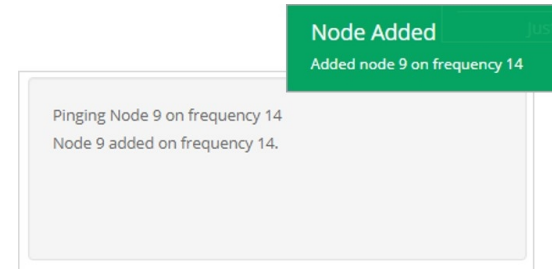 Node Added
Added node 9 on frequency 14
Pinging Node 9 on frequency 14
Node 9 added on frequency 14.